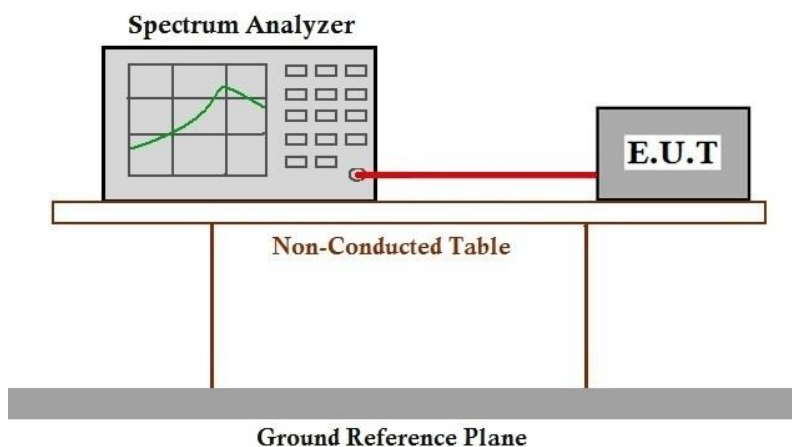 Spectrum Analyzer
E.U.T
Non-Conducted Table
Ground Reference Plane